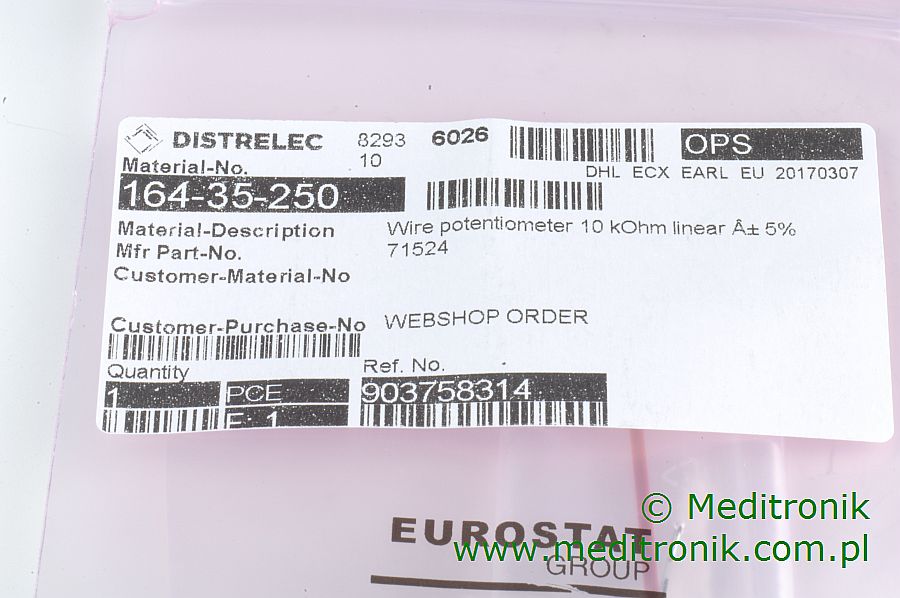 DISTRELEC 8293 6026 OPS
10
DHL ECX EARL EU 20170307
Material-No.
164-35-250
Material-Description Wire potentiometer 10 kOhm linear Â± 5%
Mfr Part-No. 71524
Customer-Material-No
Customer-Purchase-No WEBSHOP ORDER
Quantity Ref. No.
1 PCE 903758314
F 1
EUROSTAT
GROUP
© Meditronik
www.meditronik.com.pl